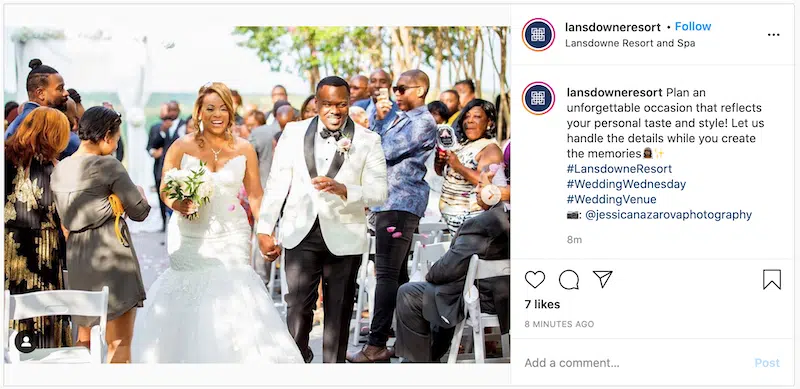 lansdowneresort • Follow
Lansdowne Resort and Spa
lansdowneresort Plan an
unforgettable occasion that reflects
your personal taste and style! Let us
handle the details while you create
the memories👰🏾✨
#LansdowneResort
#WeddingWednesday
#WeddingVenue
📷: @jessicanazarovaphotography
8m
7 likes
8 MINUTES AGO
Add a comment...
Post